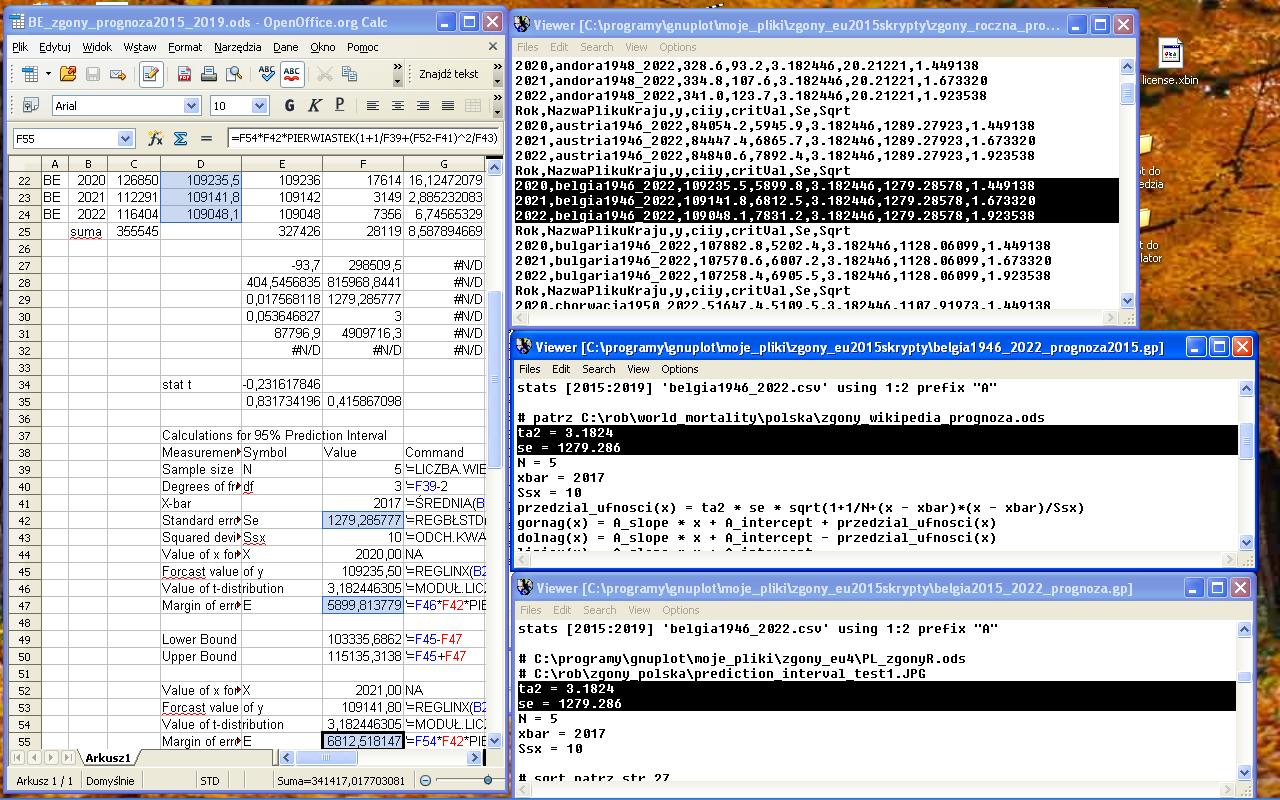 BE_zgony_prognoza2015_2019.ods - OpenOffice.org Calc
Plik Edytuj Widok Wstaw Format Narzędzia Dane Okno Pomoc
Znajdź tekst
Arial 10 G K P
F55 =F54*F42*PIERWIASTEK(1+1/F39+(F52-F41)^2/F43)
A B C D E F G
22 BE 2020 126850 109235,5 109236 17614 16,12472079
23 BE 2021 112291 109141,8 109142 3149 2,885232083
24 BE 2022 116404 109048,1 109048 7356 6,74565329
25 suma 355545 327426 28119 8,587894669
26
27 -93,7 298509,5 #N/D
28 404,5456835 815968,8441 #N/D
29 0,017568118 1279,285777 #N/D
30 0,053646827 3 #N/D
31 87796,9 4909716,3 #N/D
32 #N/D #N/D #N/D
33
34 stat t -0,231617846
35 0,831734196 0,415867098
36
37 Calculations for 95% Prediction Interval
38 Measuremen Symbol Value Command
39 Sample size N 5 '=LICZBA.WIE
40 Degrees of fr df 3 '=F39-2
41 X-bar 2017 '=ŚREDNIA(B
42 Standard erro Se 1279,285777 '=REGBŁSTD
43 Squared devi Ssx 10 '=ODCH.KWA
44 Value of x for X 2020,00 NA
45 Forcast value of y 109235,50 '=REGLINX(B2
46 Value of t-distribution 3,182446305 '=MODUŁ.LIC
47 Margin of erro E 5899,813779 '=F46*F42*PIE
48
49 Lower Bound 103335,6862 '=F45-F47
50 Upper Bound 115135,3138 '=F45+F47
51
52 Value of x for X 2021,00 NA
53 Forcast value of y 109141,80 '=REGLINX(B2
54 Value of t-distribution 3,182446305 '=MODUŁ.LIC
55 Margin of erro E 6812,518147 '=F54*F42*PIE
Arkusz1
Arkusz 1 / 1 Domyślnie STD Suma=341417,017703081
Viewer [C:\programy\gnuplot\moje_pliki\zgony_eu2015skrypty\zgony_roczna_pro...
Files Edit Search View Options
2020,andora1948_2022,328.6,93.2,3.182446,20.21221,1.449138
2021,andora1948_2022,334.8,107.6,3.182446,20.21221,1.673320
2022,andora1948_2022,341.0,123.7,3.182446,20.21221,1.923538
Rok,NazwaPlikuKraju,y,ciiy,critVal,Se,Sqrt
2020,austria1946_2022,84054.2,5945.9,3.182446,1289.27923,1.449138
2021,austria1946_2022,84447.4,6865.7,3.182446,1289.27923,1.673320
2022,austria1946_2022,84840.6,7892.4,3.182446,1289.27923,1.923538
Rok,NazwaPlikuKraju,y,ciiy,critVal,Se,Sqrt
2020,belgia1946_2022,109235.5,5899.8,3.182446,1279.28578,1.449138
2021,belgia1946_2022,109141.8,6812.5,3.182446,1279.28578,1.673320
2022,belgia1946_2022,109048.1,7831.2,3.182446,1279.28578,1.923538
Rok,NazwaPlikuKraju,y,ciiy,critVal,Se,Sqrt
2020,bulgaria1946_2022,107882.8,5202.4,3.182446,1128.06099,1.449138
2021,bulgaria1946_2022,107570.6,6007.2,3.182446,1128.06099,1.673320
2022,bulgaria1946_2022,107258.4,6905.5,3.182446,1128.06099,1.923538
Rok,NazwaPlikuKraju,y,ciiy,critVal,Se,Sqrt
2020,chorwacja1950_2022,51647.4,5109.5,3.182446,1107.91973,1.449138
Viewer [C:\programy\gnuplot\moje_pliki\zgony_eu2015skrypty\belgia1946_2022_prognoza2015.gp]
Files Edit Search View Options
stats [2015:2019] 'belgia1946_2022.csv' using 1:2 prefix "A"
# patrz C:\rob\world_mortality\polska\zgony_wikipedia_prognoza.ods
ta2 = 3.1824
se = 1279.286
N = 5
xbar = 2017
Ssx = 10
przedzial_ufnosci(x) = ta2 * se * sqrt(1+1/N+(x - xbar)*(x - xbar)/Ssx)
gornag(x) = A_slope * x + A_intercept + przedzial_ufnosci(x)
dolnag(x) = A_slope * x + A_intercept - przedzial_ufnosci(x)
Viewer [C:\programy\gnuplot\moje_pliki\zgony_eu2015skrypty\belgia2015_2022_prognoza.gp]
Files Edit Search View Options
stats [2015:2019] 'belgia1946_2022.csv' using 1:2 prefix "A"
# C:\programy\gnuplot\moje_pliki\zgony_eu4\PL_zgonyR.ods
# C:\rob\zgony_polska\prediction_interval_test1.JPG
ta2 = 3.1824
se = 1279.286
N = 5
xbar = 2017
Ssx = 10
# sqrt patrz str 27
license.xbin
t do
edzia
t do
lator